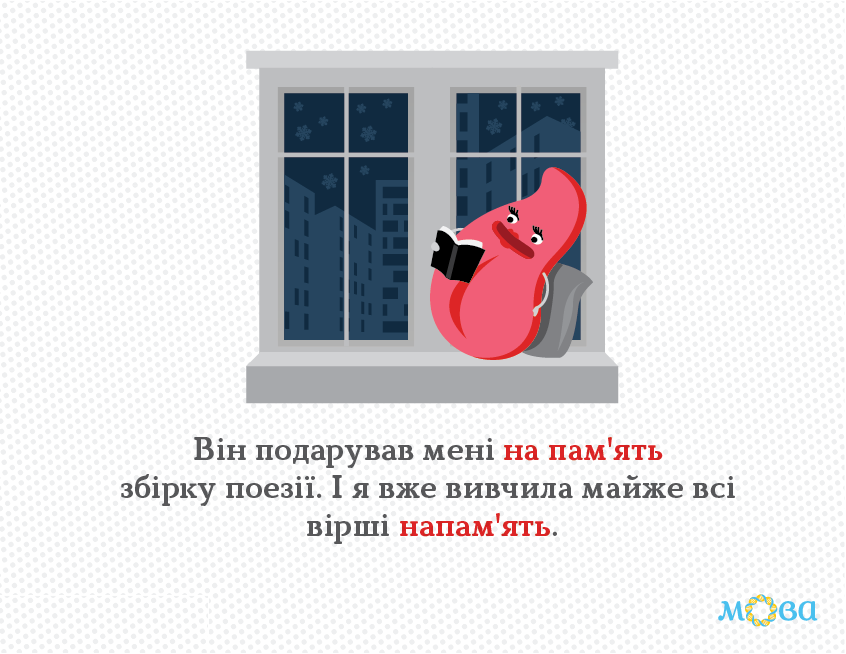 Він подарував мені на пам'ять
збірку поезії. І я вже вивчила майже всі
вірші напам'ять.
мова